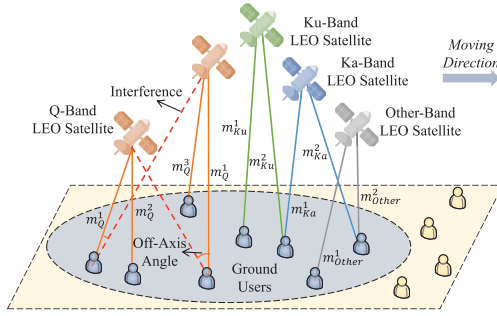 Ku-Band
LEO Satellite
Moving
Direction
Ka-Band
LEO Satellite
Interference
Q-Band
LEO Satellite
Other-Band
LEO Satellite
m^1_{Ku}
m^2_{Ku}
m^2_{Ka}
m^3_Q
m^1_Q
m^1_Q
m^2_Q
m^1_{Ka}
m^2_{Other}
m^1_{Other}
Off-Axis
Angle
Ground
Users